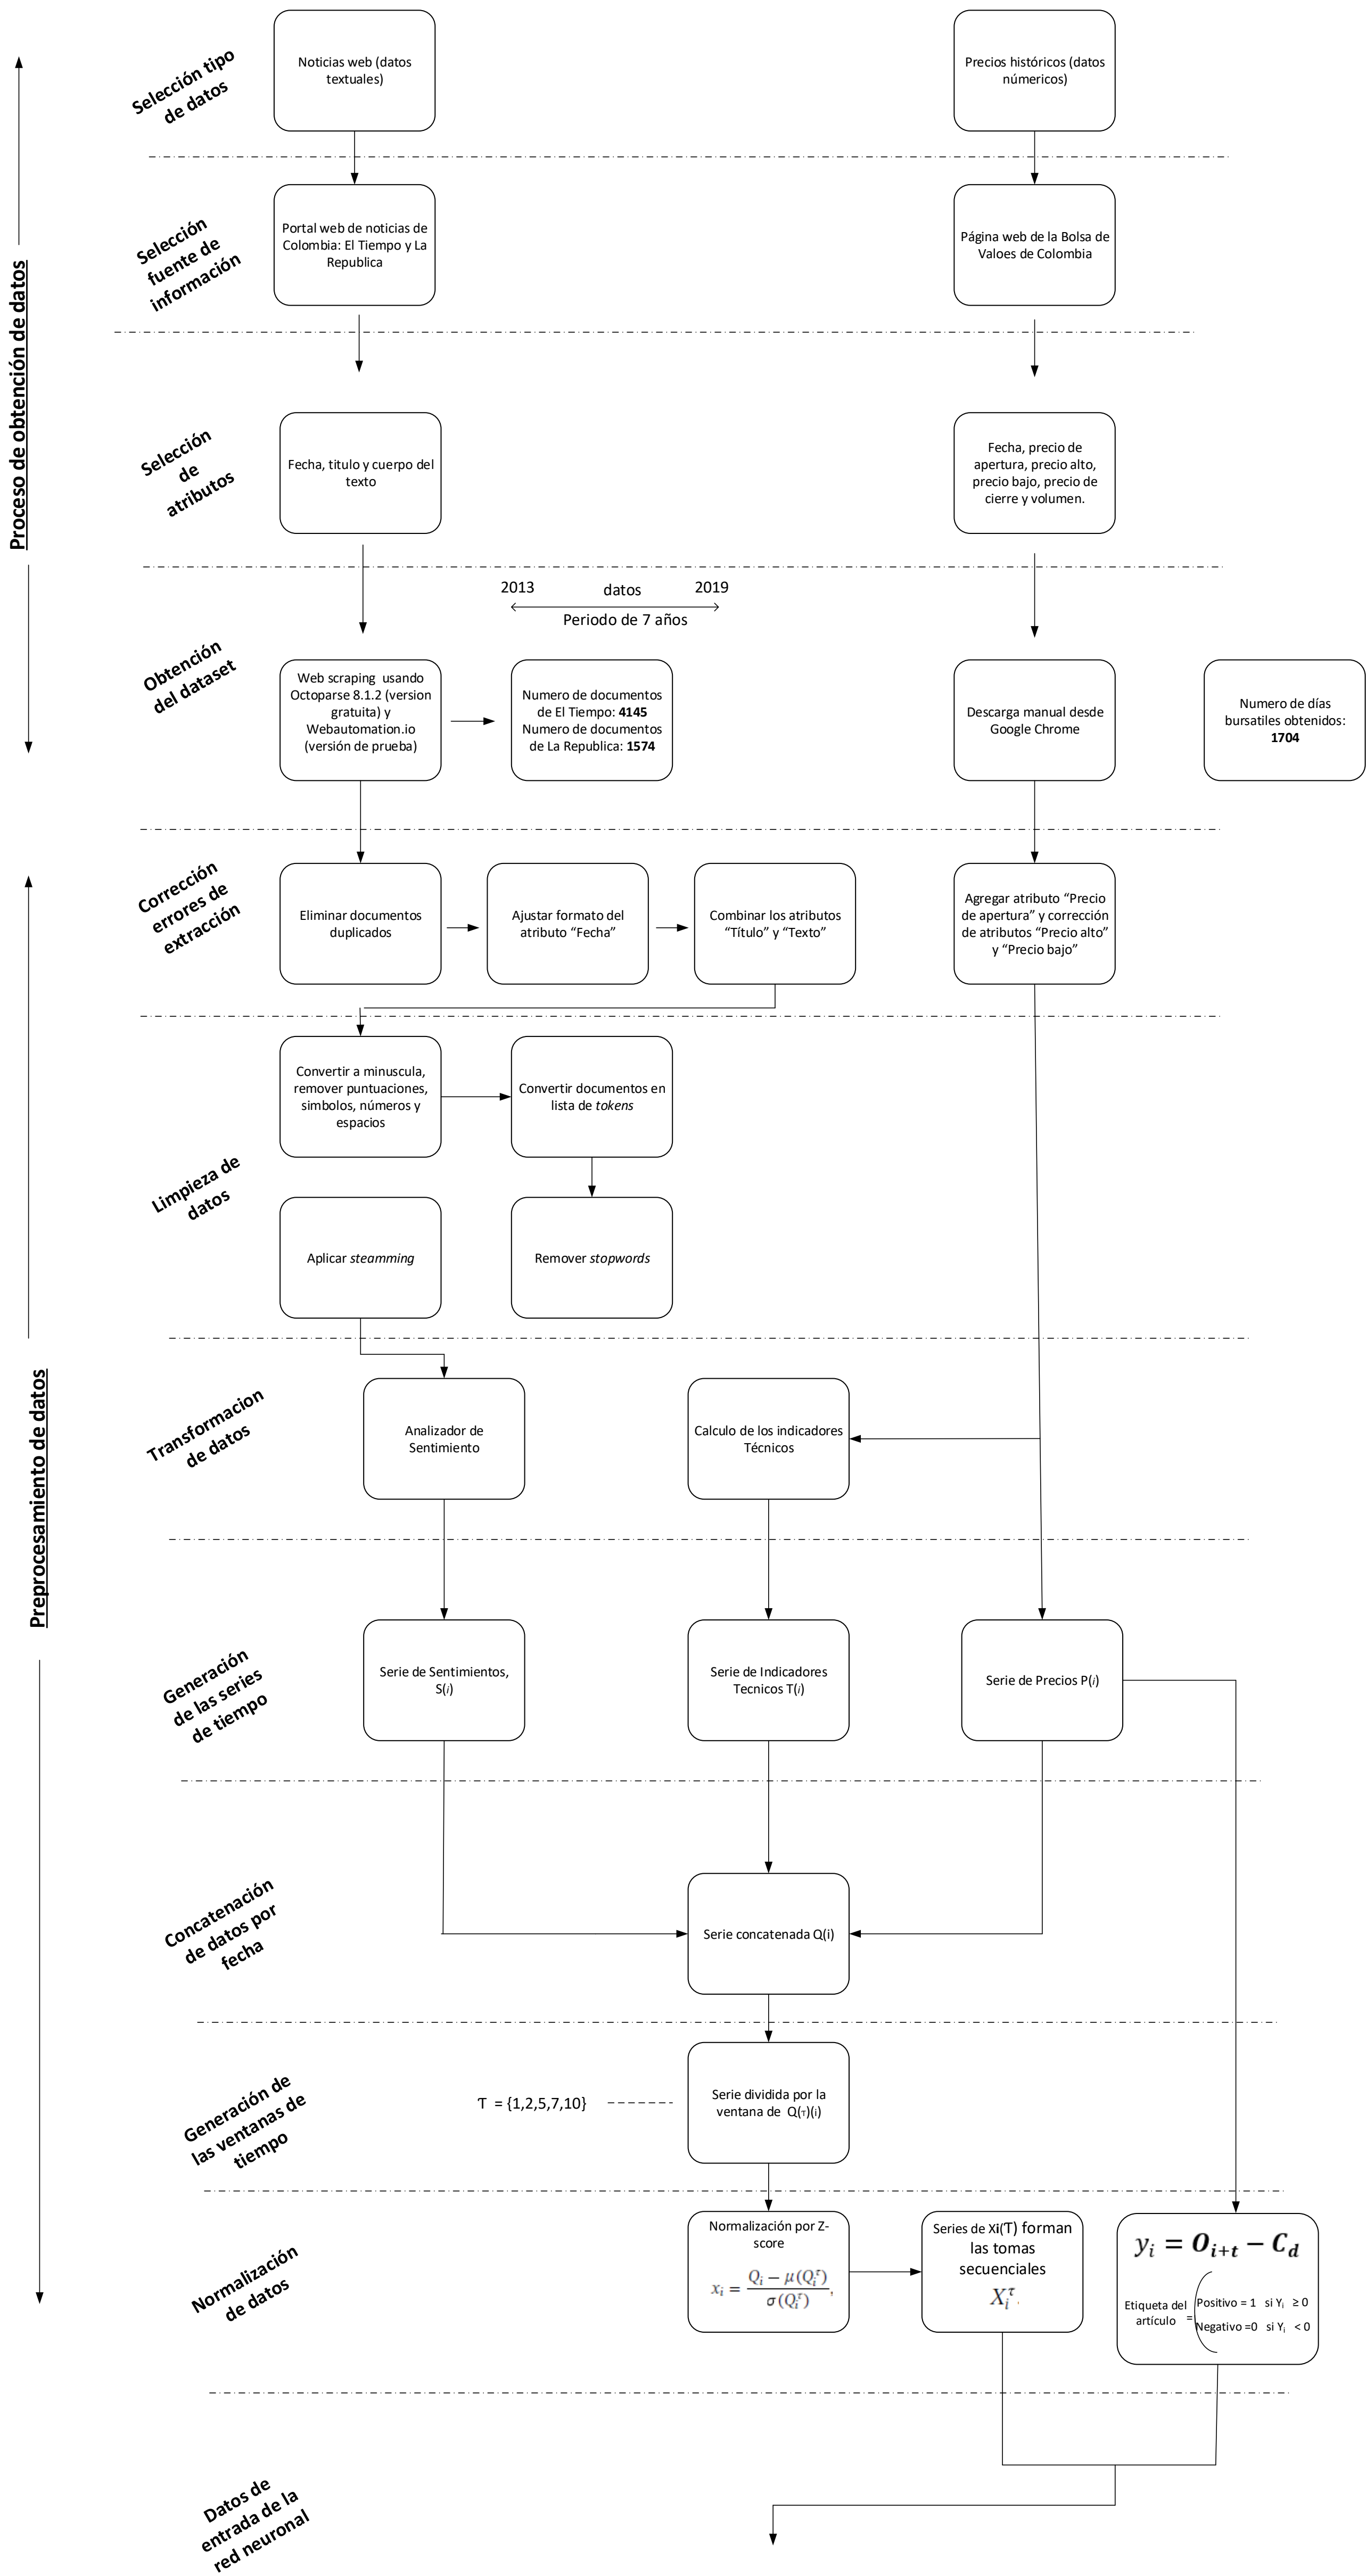 Proceso de obtención de datos
Selección tipo
de datos
Noticias web (datos
textuales)
Precios históricos (datos
númericos)
Selección
fuente de
información
Portal web de noticias de
Colombia: El Tiempo y La
Republica
Página web de la Bolsa de
Valoes de Colombia
Selección
de
atributos
Fecha, titulo y cuerpo del
texto
Fecha, precio de
apertura, precio alto,
precio bajo, precio de
cierre y volumen.
2013 datos 2019
Periodo de 7 años
Obtención
del dataset
Web scraping usando
Octoparse 8.1.2 (version
gratuita) y
Webautomation.io
(versión de prueba)
Numero de documentos
de El Tiempo: 4145
Numero de documentos
de La Republica: 1574
Descarga manual desde
Google Chrome
Numero de días
bursatiles obtenidos:
1704
Preprocesamiento de datos
Corrección
errores de
extracción
Eliminar documentos
duplicados
Ajustar formato del
atributo “Fecha”
Combinar los atributos
“Título” y “Texto”
Agregar atributo “Precio
de apertura” y corrección
de atributos “Precio alto”
y “Precio bajo”
Limpieza de
datos
Convertir a minuscula,
remover puntuaciones,
simbolos, números y
espacios
Convertir documentos en
lista de tokens
Aplicar steamming
Remover stopwords
Transformacion
de datos
Analizador de
Sentimiento
Calculo de los indicadores
Técnicos
Generación
de las series
de tiempo
Serie de Sentimientos,
S(i)
Serie de Indicadores
Tecnicos T(i)
Serie de Precios P(i)
Concatenación
de datos por
fecha
Serie concatenada Q(i)
Generación de
las ventanas de
tiempo
Ƭ = {1,2,5,7,10}
Serie dividida por la
ventana de Q(τ)(i)
Normalización
de datos
Normalización por Z-
score
x_i = (Q_i − μ(Q_i^τ)) / σ(Q_i^τ),
Series de Xi(Ƭ) forman
las tomas
secuenciales
X_i^τ.
y_i = O_{i+t} − C_d
Etiqueta del
artículo =
Positivo = 1 si Y_i ≥ 0
Negativo =0 si Y_i < 0
Datos de
entrada de la
red neuronal